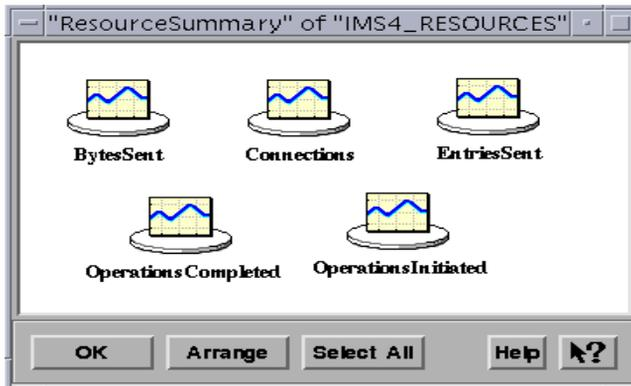 "ResourceSummary" of "IMS4_RESOURCES"
BytesSent
Connections
EntriesSent
OperationsCompleted
OperationsInitiated
OK
Arrange
Select All
Help
?